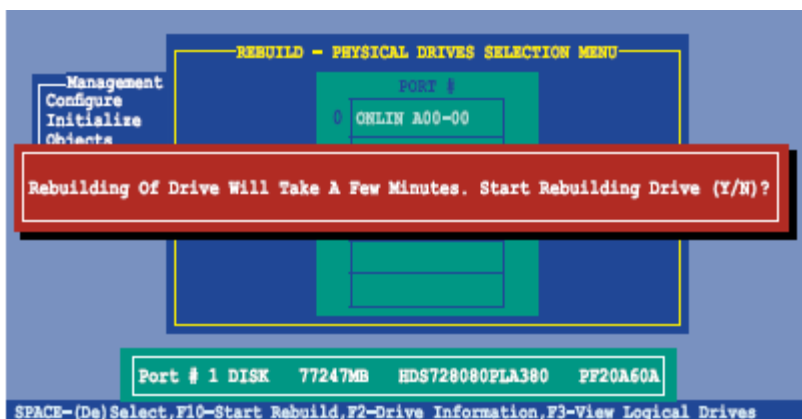 REBUILD - PHYSICAL DRIVES SELECTION MENU
Management
Configure
Initialize
Objects
PORT #
0 ONLIN A00-00
Rebuilding Of Drive Will Take A Few Minutes. Start Rebuilding Drive (Y/N)?
Port # 1 DISK 77247MB HDS728080PLA380 PF20A60A
SPACE-(De)Select,F10-Start Rebuild,F2-Drive Information,F3-View Logical Drives